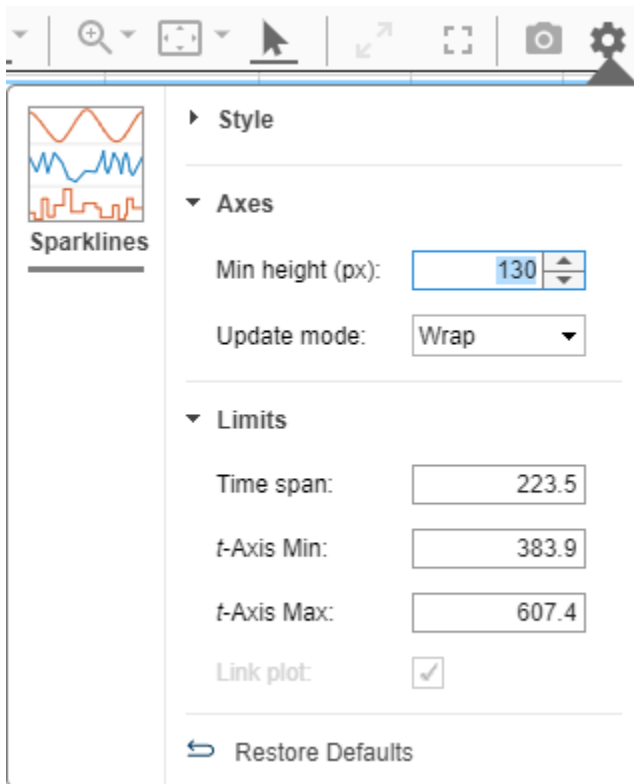 Sparklines
Style
Axes
Min height (px): 130
Update mode: Wrap
Limits
Time span: 223.5
t-Axis Min: 383.9
t-Axis Max: 607.4
Link plot:
Restore Defaults